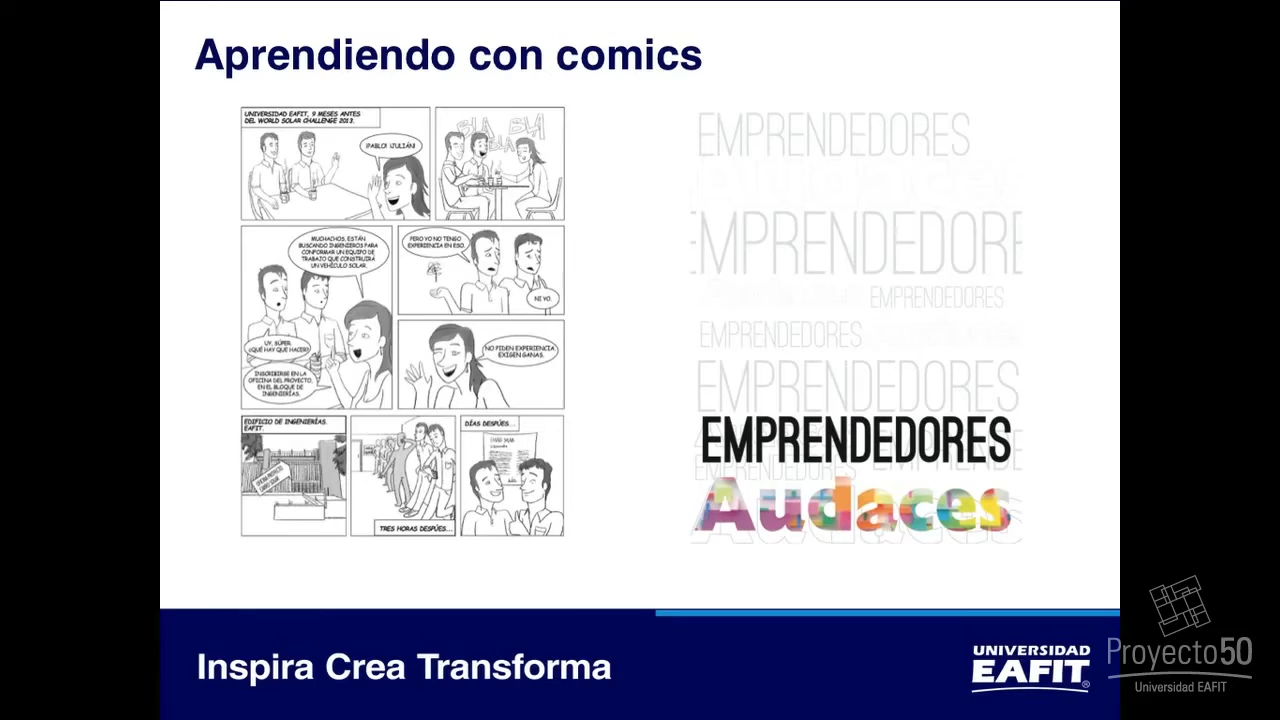 Aprendiendo con comics
UNIVERSIDAD EAFIT, 9 MESES ANTES
DEL WORLD SOLAR CHALLENGE 2013.
¡PABLO! ¡JULIÁN!
BLA BLA
BLA
MUCHACHOS, ESTÁN
BUSCANDO INGENIEROS PARA
CONFORMAR UN EQUIPO DE
TRABAJO QUE CONSTRUIRÁ
UN VEHÍCULO SOLAR.
UY, SÚPER.
¿QUÉ HAY QUE HACER?
INSCRIBIRSE EN LA
OFICINA DEL PROYECTO,
EN EL BLOQUE DE
INGENIERÍAS.
PERO YO NO TENGO
EXPERIENCIA EN ESO.
NI YO.
NO PIDEN EXPERIENCIA
EXIGEN GANAS.
EDIFICIO DE INGENIERÍAS.
EAFIT.
TRES HORAS DESPÚES...
DÍAS DESPÚES...
EMPRENDEDORES
Audaces
EMPRENDEDORES
EMPRENDEDORES
EMPRENDEDORES
EMPRENDEDORES
EMPRENDEDORES
EMPRENDEDORES
Audaces
Inspira Crea Transforma
UNIVERSIDAD
EAFIT®
Proyecto50
Universidad EAFIT